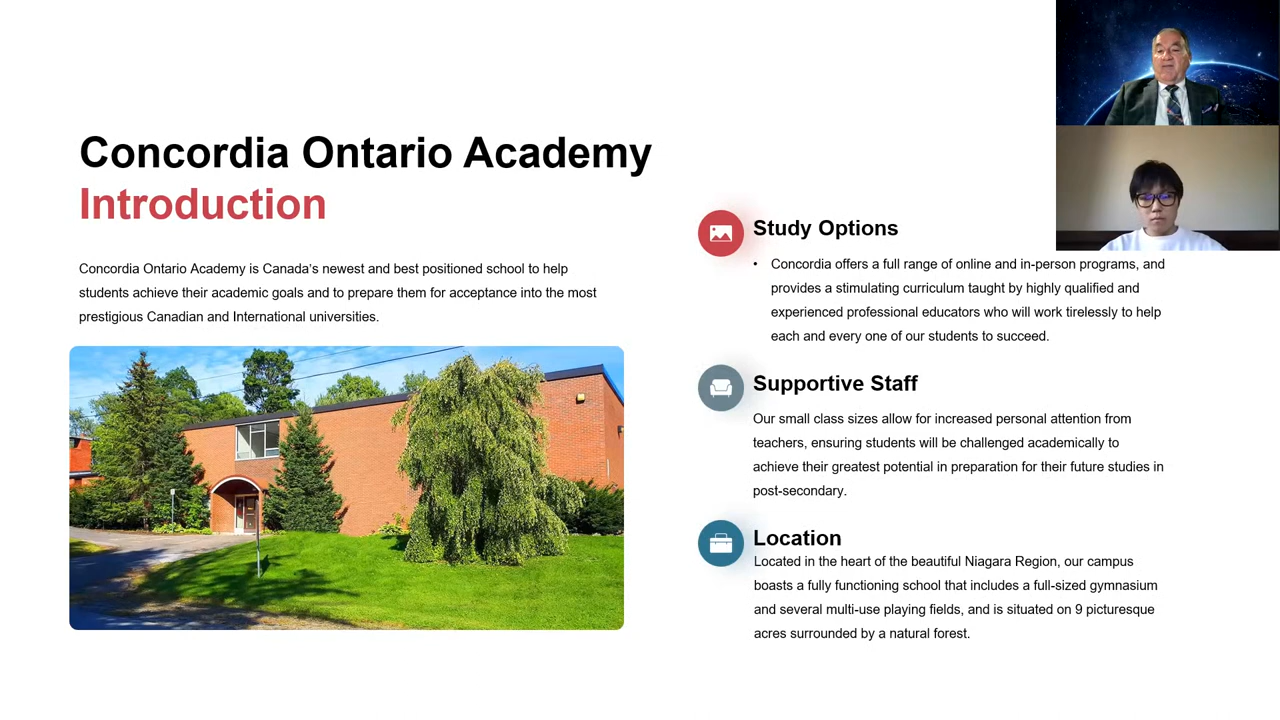 Concordia Ontario Academy
Introduction
Concordia Ontario Academy is Canada's newest and best positioned school to help
students achieve their academic goals and to prepare them for acceptance into the most
prestigious Canadian and International universities.
Study Options
• Concordia offers a full range of online and in-person programs, and
provides a stimulating curriculum taught by highly qualified and
experienced professional educators who will work tirelessly to help
each and every one of our students to succeed.
Supportive Staff
Our small class sizes allow for increased personal attention from
teachers, ensuring students will be challenged academically to
achieve their greatest potential in preparation for their future studies in
post-secondary.
Location
Located in the heart of the beautiful Niagara Region, our campus
boasts a fully functioning school that includes a full-sized gymnasium
and several multi-use playing fields, and is situated on 9 picturesque
acres surrounded by a natural forest.